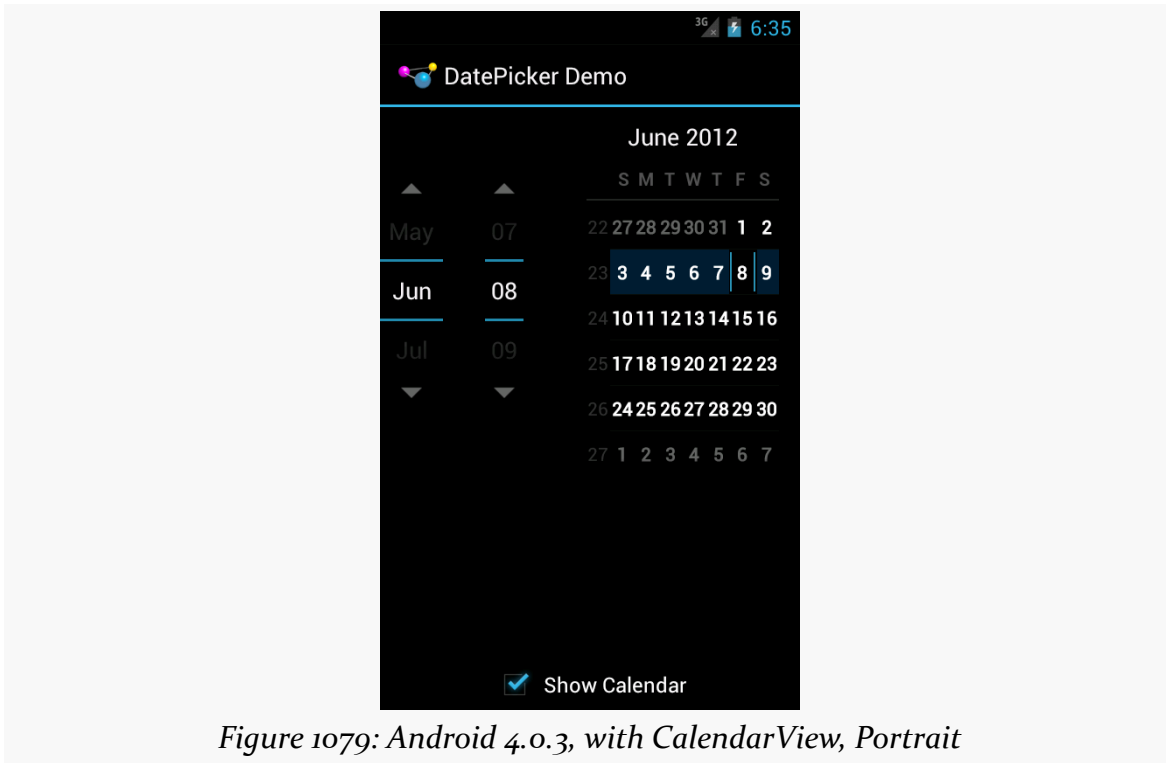 3G 6:35
DatePicker Demo
June 2012
S M T W T F S
May 07
22 27 28 29 30 31 1 2
23 3 4 5 6 7 8 9
Jun 08
24 10 11 12 13 14 15 16
Jul 09
25 17 18 19 20 21 22 23
26 24 25 26 27 28 29 30
27 1 2 3 4 5 6 7
Show Calendar
Figure 1079: Android 4.0.3, with CalendarView, Portrait